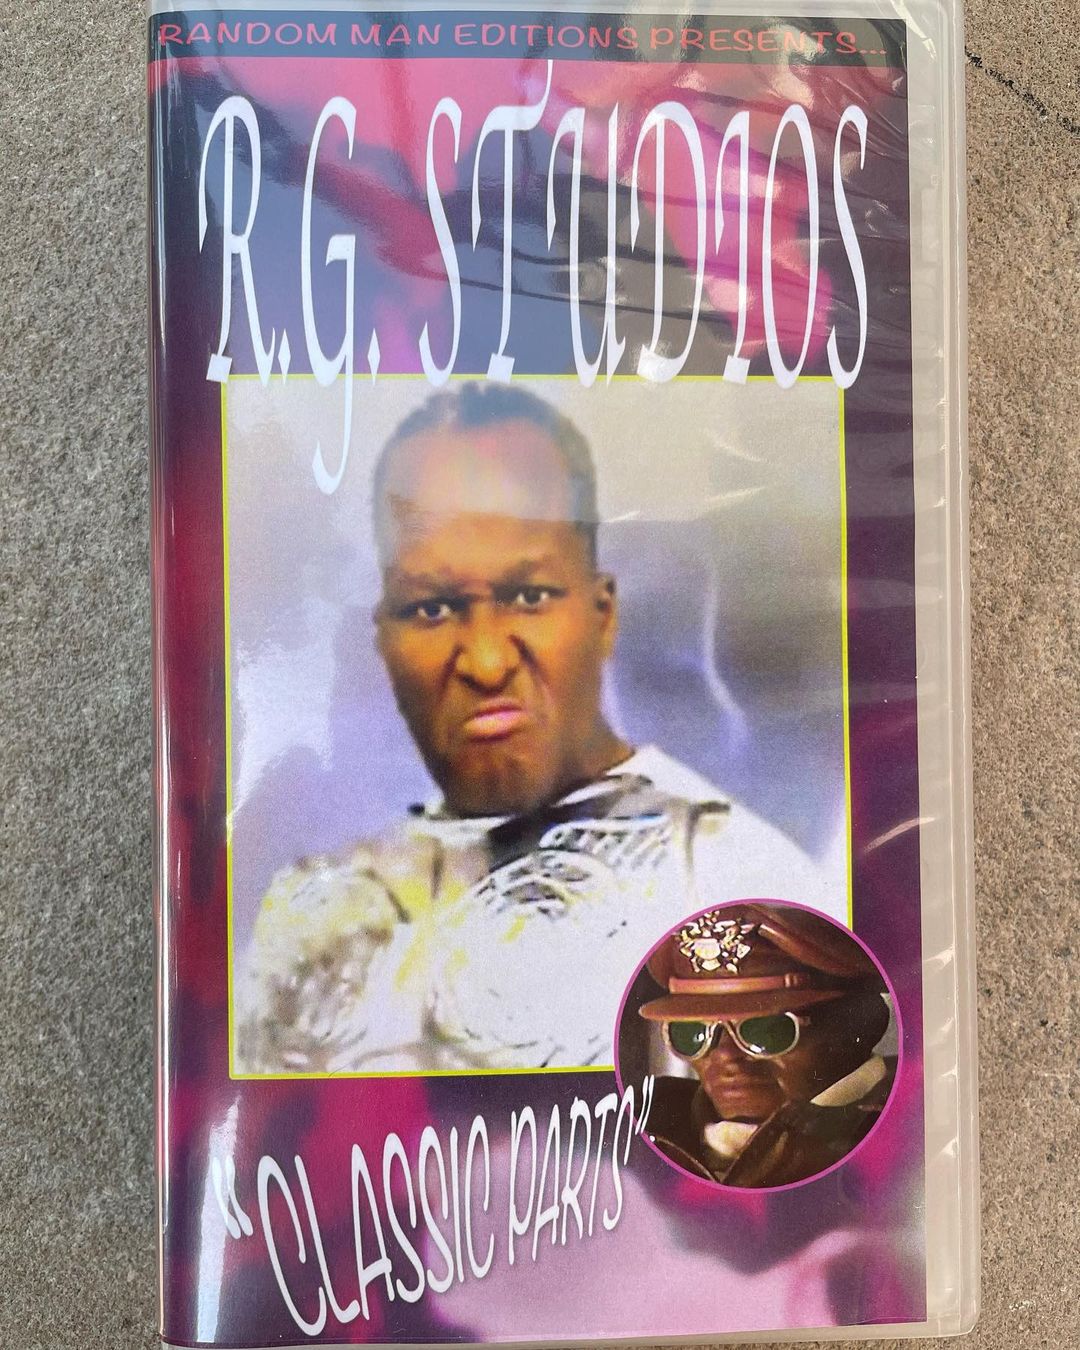 RANDOM MAN EDITIONS PRESENTS...
R.G. STUDIOS
"CLASSIC PARTS".